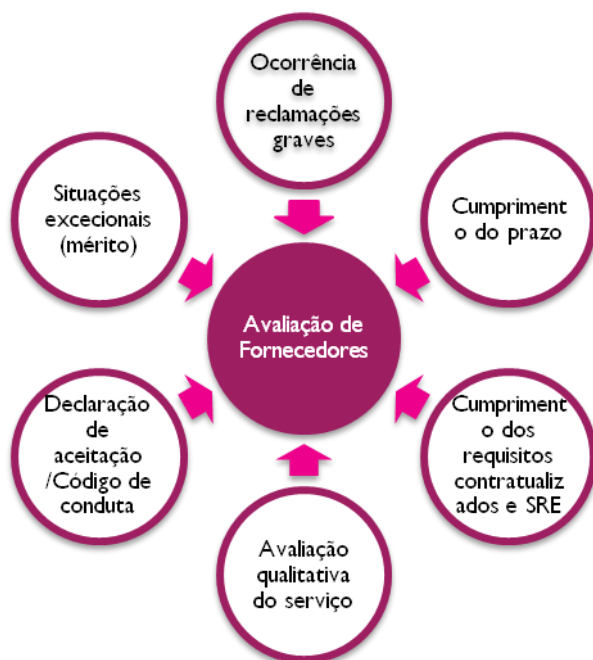 Ocorrência
de
reclamações
graves
Situações
excecionais
(mérito)
Cumpriment
o do prazo
Avaliação de
Fornecedores
Declaração
de
aceitação
/Código de
conduta
Cumpriment
o dos
requisitos
contratualiz
ados e SRE
Avaliação
qualitativa
do serviço